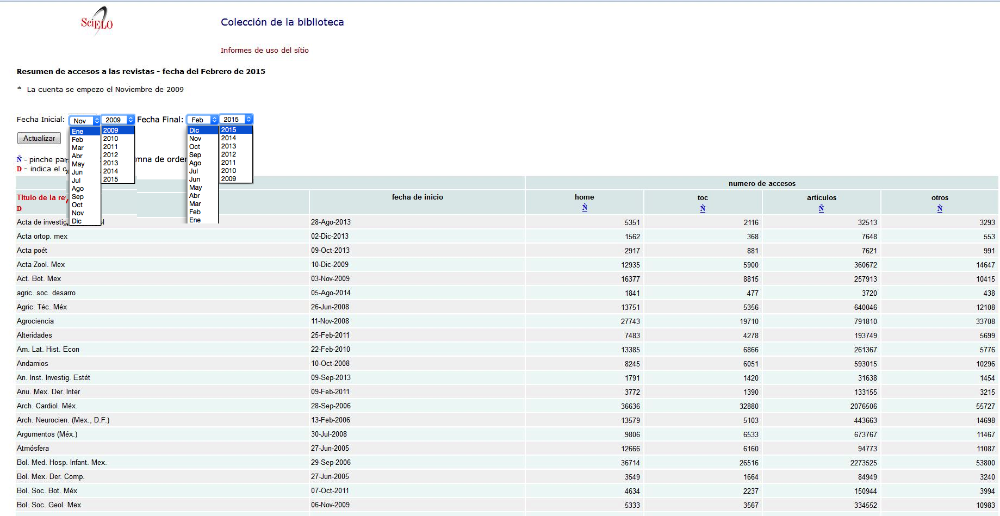 SciELO
Colección de la biblioteca
Informes de uso del sítio
Resumen de accesos a las revistas - fecha del Febrero de 2015
* La cuenta se empezo el Noviembre de 2009
Fecha Inicial: Nov 2009 Fecha Final: Feb 2015
Ene 2009 Dic 2015
Actualizar Feb 2010 Nov 2014
Mar 2011 Oct 2013
Abr 2012 Sep 2012
Ñ - pinche May 2013 de Ago 2011
D - indica el Jun 2014 Jul 2010
Jul 2015 Jun 2009
numero de accesos
Ago May
Titulo de la Sep Abr fecha de inicio home toc artículos otros
Oct Mar
D Nov Feb Ñ Ñ Ñ Ñ
Dic Ene
Acta de 28-Ago-2013 5351 2116 32513 3293
Acta ortop. mex 02-Dic-2013 1562 368 7648 553
Acta poét 09-Oct-2013 2917 881 7621 991
Acta Zool. Mex 10-Dic-2009 12935 5900 360672 14647
Act. Bot. Mex 03-Nov-2009 16377 8815 257913 10415
agric. soc. desarro 05-Ago-2014 1841 477 3720 438
Agric. Téc. Méx 26-Jun-2008 13751 5356 640046 12108
Agrociencia 11-Nov-2008 27743 19710 791810 33708
Alteridades 25-Feb-2011 7483 4278 193749 5699
Am. Lat. Hist. Econ 22-Feb-2010 13385 6866 261367 5776
Andamios 10-Oct-2008 8245 6051 593015 10296
An. Inst. Investig. Estét 09-Sep-2013 1791 1420 31638 1454
Anu. Mex. Der. Inter 09-Feb-2011 3772 1390 133155 3215
Arch. Cardiol. Méx. 28-Sep-2006 36636 32880 2076506 55727
Arch. Neurocien. (Mex., D.F.) 13-Feb-2006 13579 5103 443663 14698
Argumentos (Méx.) 30-Jul-2008 9806 6533 673767 11467
Atmósfera 27-Jun-2005 12666 6160 94773 11087
Bol. Med. Hosp. Infant. Mex. 29-Sep-2006 36714 26516 2273525 53800
Bol. Mex. Der. Comp. 27-Jun-2005 3549 1664 84949 3240
Bol. Soc. Bot. Méx 07-Oct-2011 4634 2237 150944 3994
Bol. Soc. Geol. Mex 06-Nov-2009 5333 3567 334552 10983